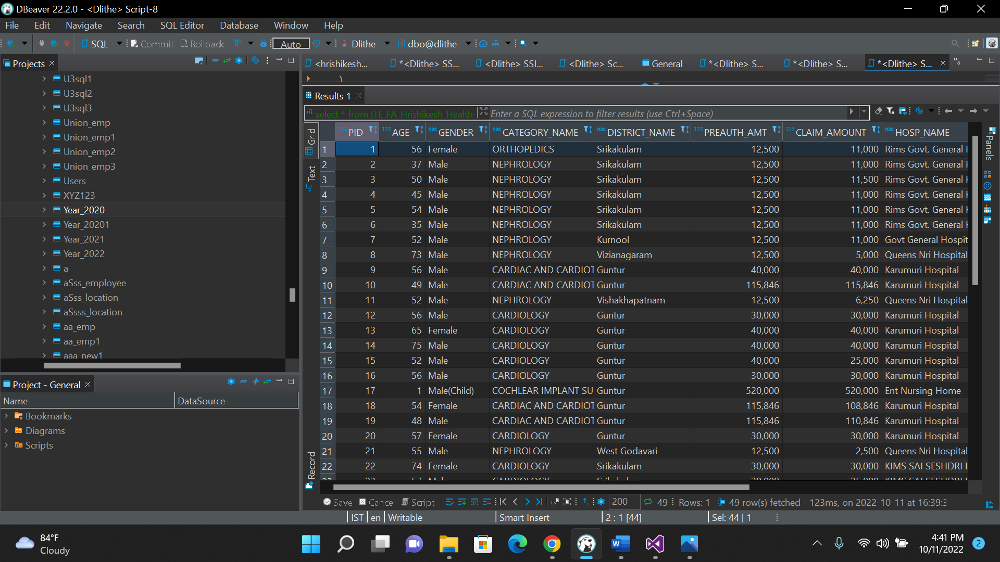 DBeaver 22.2.0 - <Dlithe> Script-8
File Edit Navigate Search SQL Editor Database Window Help
SQL Commit Rollback Auto Dlithe dbo@dlithe
Projects
U3sql1
U3sql2
U3sql3
Union_emp
Union_emp1
Union_emp2
Union_emp3
Users
XYZ123
Year_2020
Year_20201
Year_2021
Year_2022
a
aSss_employee
aSss_location
aSsss_location
aa_emp
aa_emp1
aaa_new1
Project - General
Name DataSource
Bookmarks
Diagrams
Scripts
<hrishikesh... *<Dlithe> SS... <Dlithe> SSI... <Dlithe> Sc... General *<Dlithe> S... *<Dlithe> S... *<Dlithe> S... »8
)
Results 1
select * from [TE_FA_Hrishikesh_Health_ Enter a SQL expression to filter results (use Ctrl+Space)
Grid
Text
Record
Panels
PID AGE GENDER CATEGORY_NAME DISTRICT_NAME PREAUTH_AMT CLAIM_AMOUNT HOSP_NAME
1 1 56 Female ORTHOPEDICS Srikakulam 12,500 11,000 Rims Govt. General H
2 2 37 Male NEPHROLOGY Srikakulam 12,500 11,000 Rims Govt. General H
3 3 50 Male NEPHROLOGY Srikakulam 12,500 11,500 Rims Govt. General H
4 4 45 Male NEPHROLOGY Srikakulam 12,500 11,000 Rims Govt. General H
5 5 54 Male NEPHROLOGY Srikakulam 12,500 11,000 Rims Govt. General H
6 6 35 Male NEPHROLOGY Srikakulam 12,500 11,000 Rims Govt. General H
7 7 52 Male NEPHROLOGY Kurnool 12,500 11,000 Govt General Hospit
8 8 73 Male NEPHROLOGY Vizianagaram 12,500 5,000 Queens Nri Hospital
9 9 56 Male CARDIAC AND CARDIOT Guntur 40,000 40,000 Karumuri Hospital
10 10 49 Male CARDIAC AND CARDIOT Guntur 115,846 115,846 Karumuri Hospital
11 11 52 Male NEPHROLOGY Vishakhapatnam 12,500 6,250 Queens Nri Hospital
12 12 56 Male CARDIOLOGY Guntur 30,000 30,000 Karumuri Hospital
13 13 65 Female CARDIOLOGY Guntur 40,000 40,000 Karumuri Hospital
14 14 75 Male CARDIOLOGY Guntur 40,000 40,000 Karumuri Hospital
15 15 52 Male CARDIOLOGY Guntur 40,000 25,000 Karumuri Hospital
16 16 56 Male CARDIOLOGY Guntur 30,000 30,000 Karumuri Hospital
17 17 1 Male(Child) COCHLEAR IMPLANT SU Guntur 520,000 520,000 Ent Nursing Home
18 18 54 Female CARDIAC AND CARDIOT Guntur 115,846 108,846 Karumuri Hospital
19 19 48 Male CARDIAC AND CARDIOT Guntur 115,846 110,846 Karumuri Hospital
20 20 57 Female CARDIOLOGY Guntur 30,000 30,000 Karumuri Hospital
21 21 55 Male NEPHROLOGY West Godavari 12,500 2,500 Queens Nri Hospital
22 22 74 Female CARDIOLOGY Srikakulam 30,000 30,000 KIMS SAI SESHDRI H
Save Cancel Script 200 49 Rows: 1 49 row(s) fetched - 123ms, on 2022-10-11 at 16:39:3
IST en Writable Smart Insert 2 : 1 [44] Sel: 44 | 1
84°F
Cloudy
4:41 PM
10/11/2022
2